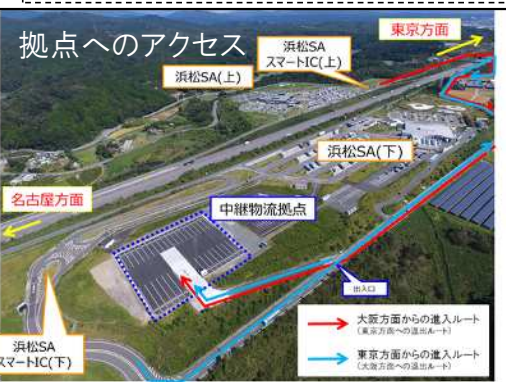 拠点へのアクセス
東京方面
浜松SA
スマートIC(上)
浜松SA(上)
浜松SA(下)
名古屋方面
中継物流拠点
出入口
浜松SA
スマートIC(下)
大阪方面からの進入ルート
(東京方面への退出ルート)
東京方面からの進入ルート
(大阪方面への退出ルート)